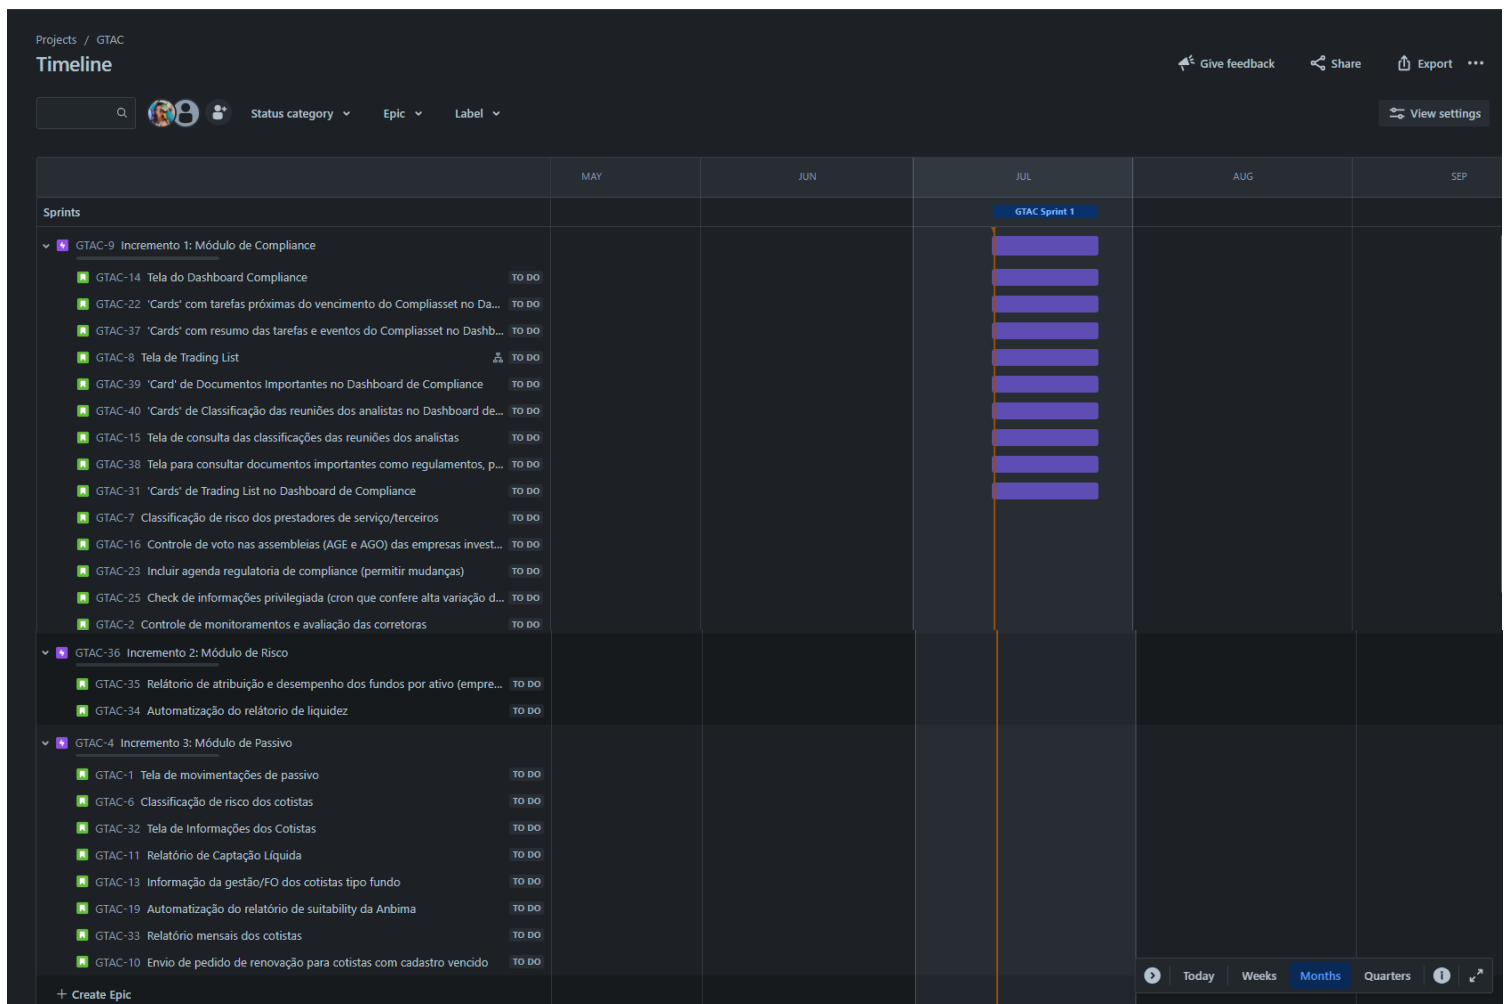 Projects / GTAC
Timeline
Give feedback Share Export
Status category Epic Label View settings
MAY JUN JUL AUG SEP
Sprints GTAC Sprint 1
GTAC-9 Incremento 1: Módulo de Compliance
GTAC-14 Tela do Dashboard Compliance TO DO
GTAC-22 'Cards' com tarefas próximas do vencimento do Compliasset no Da... TO DO
GTAC-37 'Cards' com resumo das tarefas e eventos do Compliasset no Dashb... TO DO
GTAC-8 Tela de Trading List TO DO
GTAC-39 'Card' de Documentos Importantes no Dashboard de Compliance TO DO
GTAC-40 'Cards' de Classificação das reuniões dos analistas no Dashboard de... TO DO
GTAC-15 Tela de consulta das classificações das reuniões dos analistas TO DO
GTAC-38 Tela para consultar documentos importantes como regulamentos, p... TO DO
GTAC-31 'Cards' de Trading List no Dashboard de Compliance TO DO
GTAC-7 Classificação de risco dos prestadores de serviço/terceiros TO DO
GTAC-16 Controle de voto nas assembleias (AGE e AGO) das empresas invest... TO DO
GTAC-23 Incluir agenda regulatoria de compliance (permitir mudanças) TO DO
GTAC-25 Check de informações privilegiada (cron que confere alta variação d... TO DO
GTAC-2 Controle de monitoramentos e avaliação das corretoras TO DO
GTAC-36 Incremento 2: Módulo de Risco
GTAC-35 Relátorio de atribuição e desempenho dos fundos por ativo (empre... TO DO
GTAC-34 Automatização do relátorio de liquidez TO DO
GTAC-4 Incremento 3: Módulo de Passivo
GTAC-1 Tela de movimentações de passivo TO DO
GTAC-6 Classificação de risco dos cotistas TO DO
GTAC-32 Tela de Informações dos Cotistas TO DO
GTAC-11 Relatório de Captação Líquida TO DO
GTAC-13 Informação da gestão/FO dos cotistas tipo fundo TO DO
GTAC-19 Automatização do relatório de suitability da Anbima TO DO
GTAC-33 Relatório mensais dos cotistas TO DO
GTAC-10 Envio de pedido de renovação para cotistas com cadastro vencido TO DO
Today Weeks Months Quarters
+ Create Epic